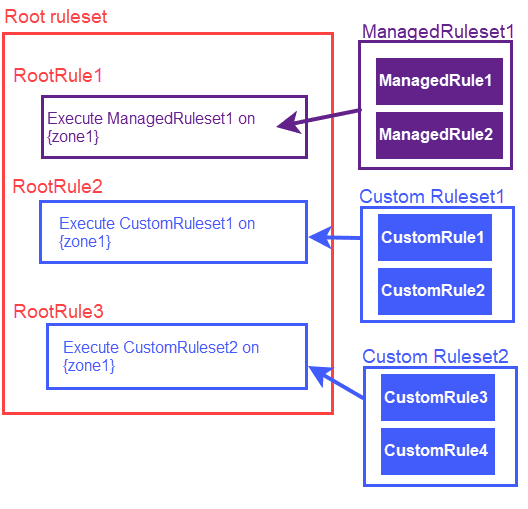 Root ruleset
RootRule1
Execute ManagedRuleset1 on
{zone1}
RootRule2
Execute CustomRuleset1 on
{zone1}
RootRule3
Execute CustomRuleset2 on
{zone1}
ManagedRuleset1
ManagedRule1
ManagedRule2
Custom Ruleset1
CustomRule1
CustomRule2
Custom Ruleset2
CustomRule3
CustomRule4